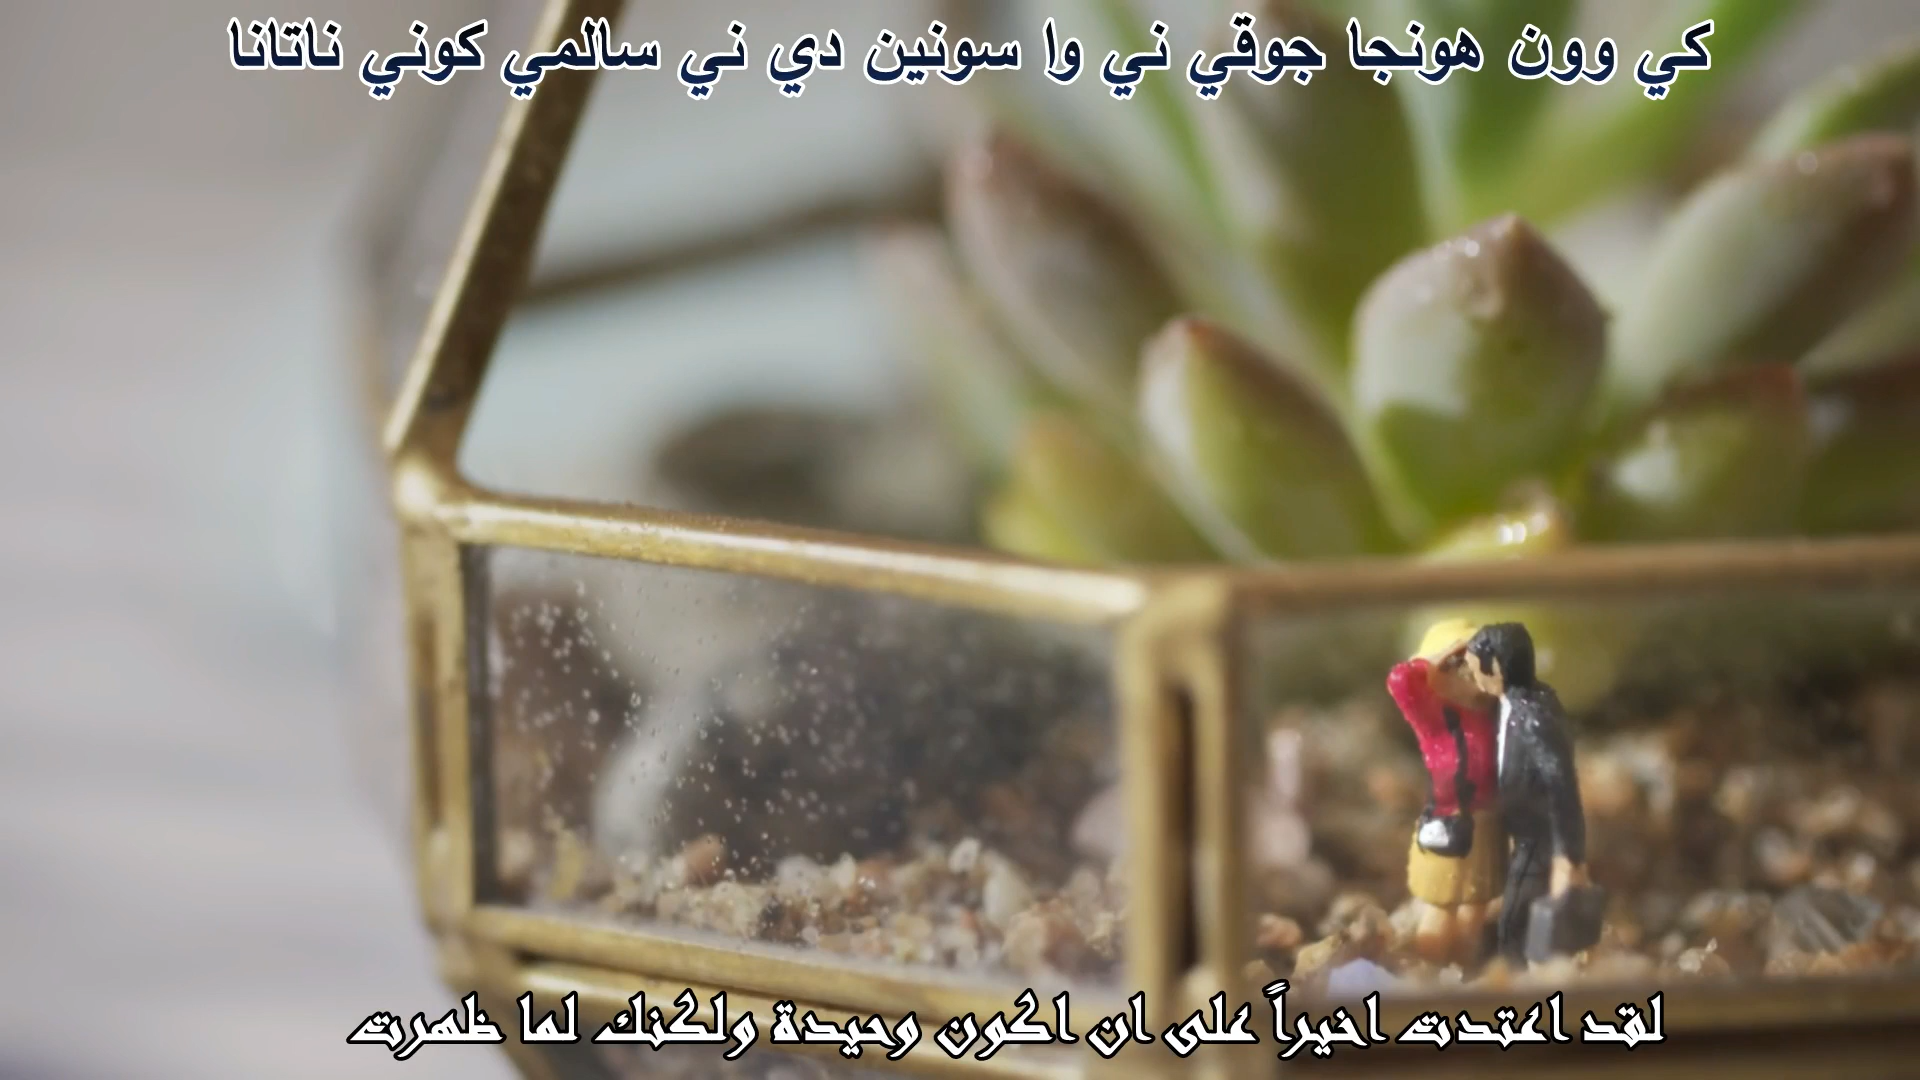 كي وون هونجا جوقي ني وا سونين دي ني سالمي كوني ناتانا
لقد اعتدت اخيراً على ان اكون وحيدة ولكنك لما ظهرت